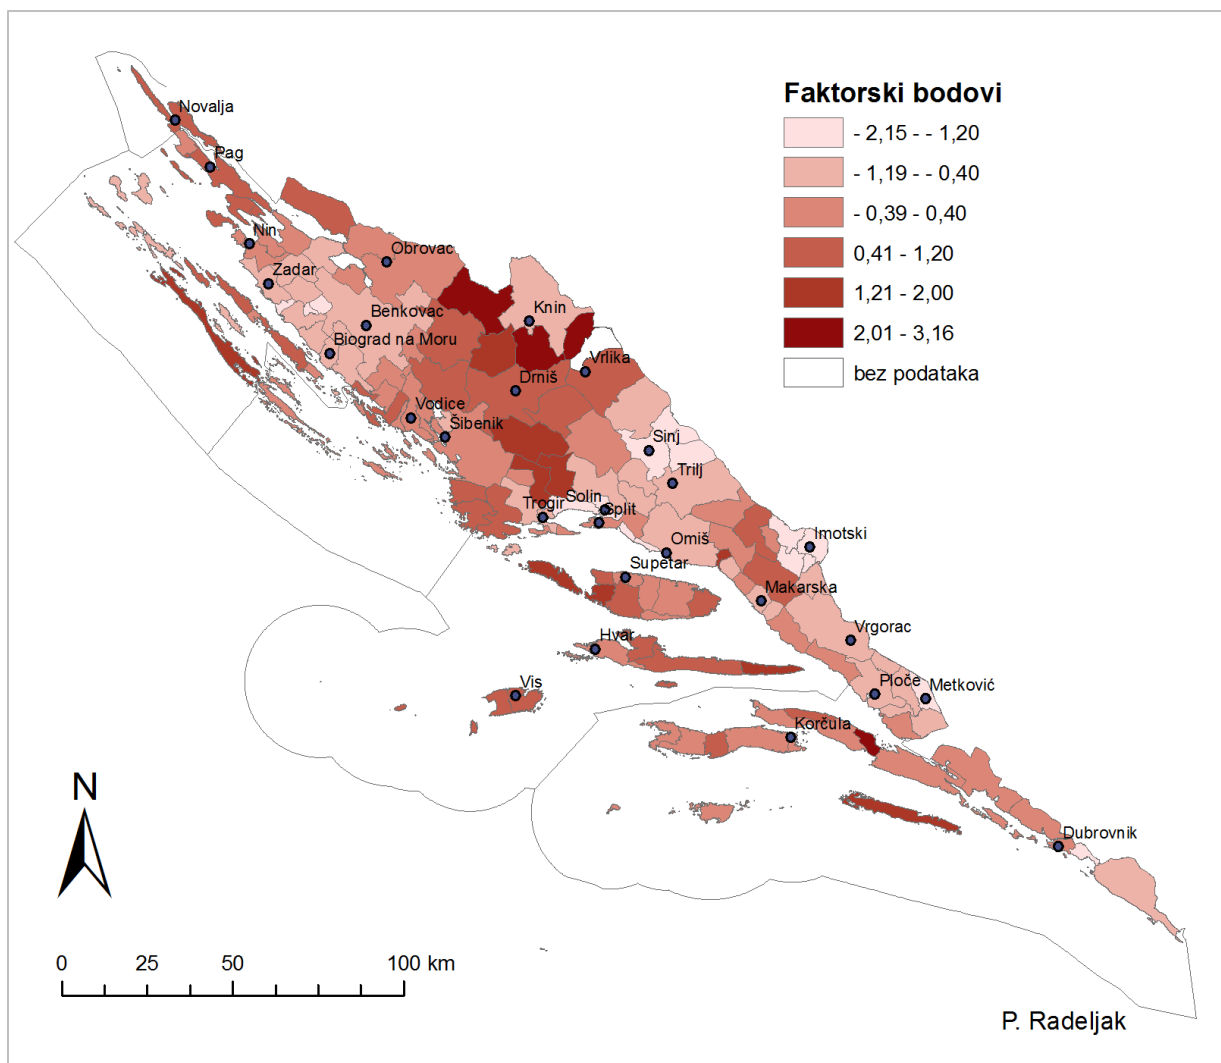 Faktorski bodovi
- 2,15 - - 1,20
- 1,19 - - 0,40
- 0,39 - 0,40
0,41 - 1,20
1,21 - 2,00
2,01 - 3,16
bez podataka
Novalja
Pag
Nin
Obrovac
Zadar
Benkovac
Knin
Biograd na Moru
Vrlika
Drniš
Vodice
Šibenik
Sinj
Trilj
Trogir
Solin
Split
Omiš
Imotski
Supetar
Makarska
Hvar
Vrgorac
Vis
Ploče
Metković
Korčula
Dubrovnik
N
0 25 50 100 km
P. Radeljak